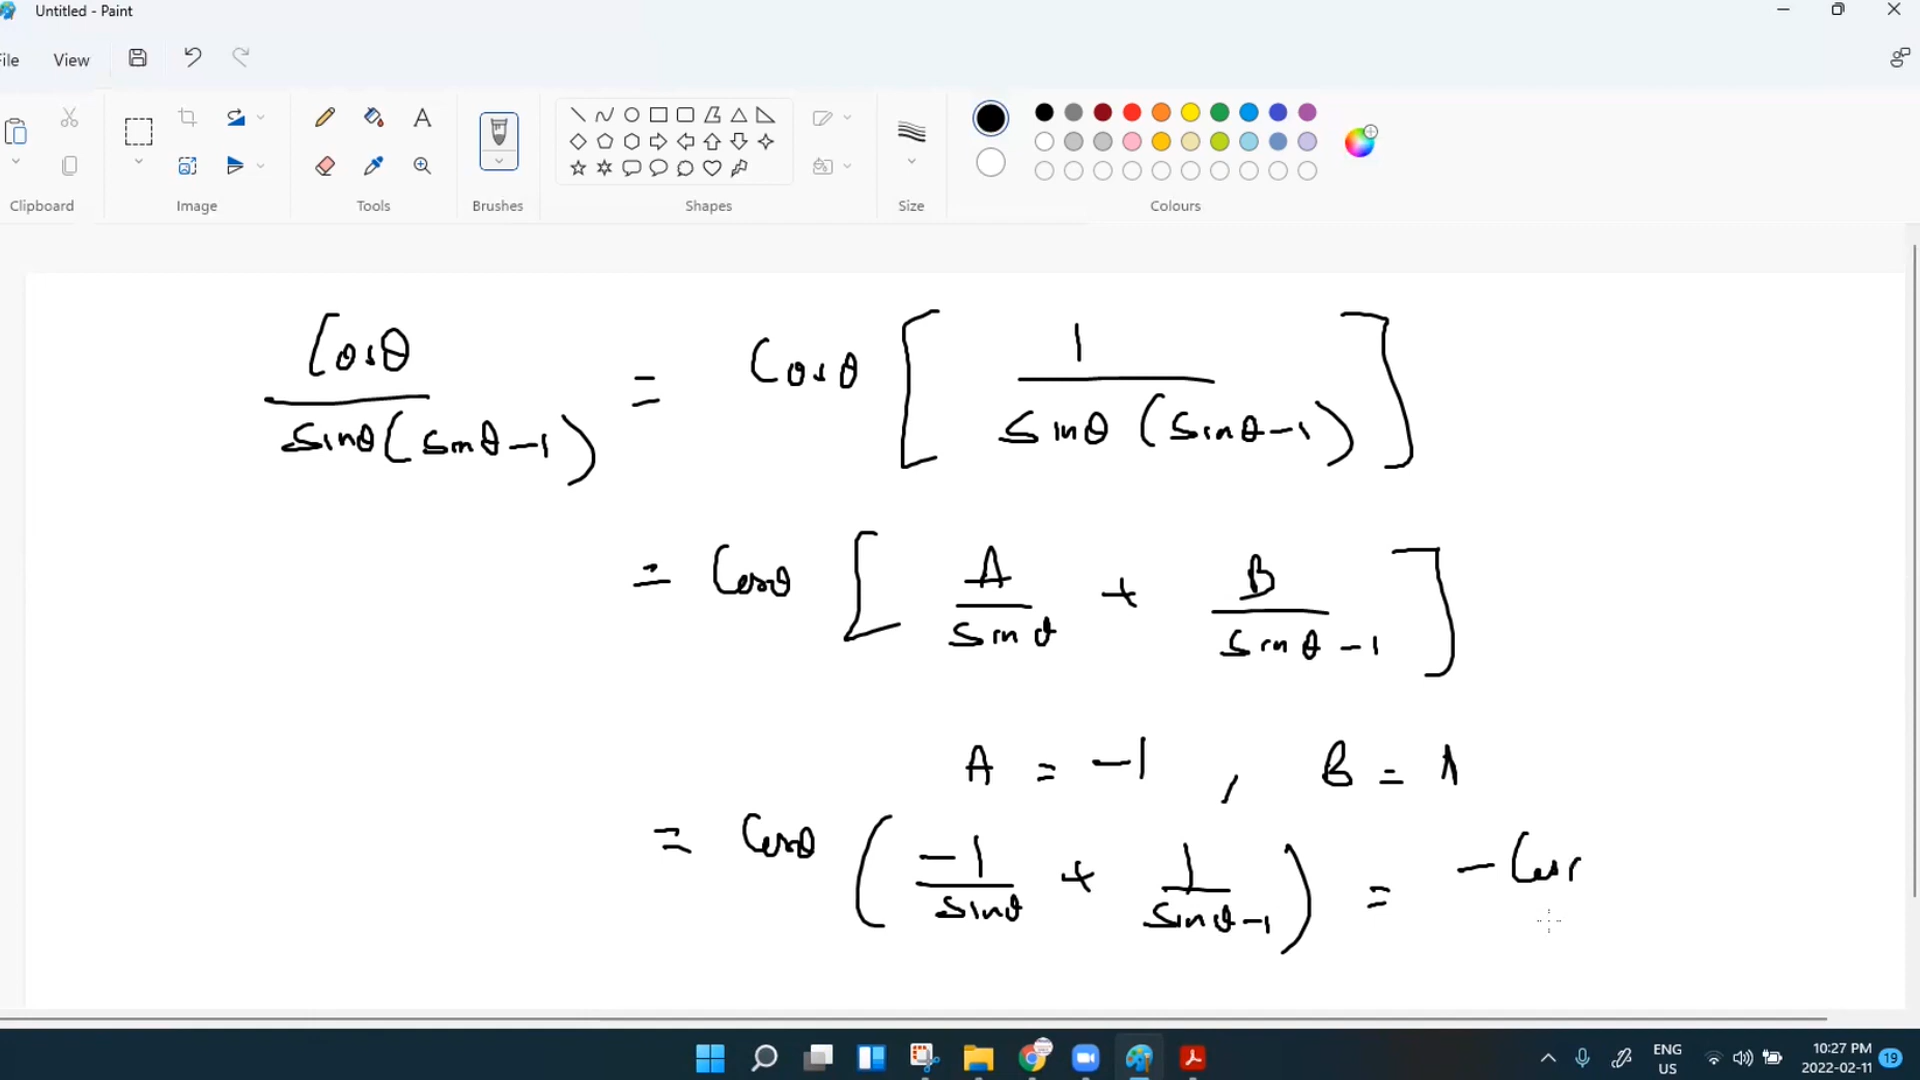 Untitled - Paint
File View
Clipboard Image Tools Brushes Shapes Size Colours
Cosθ / sinθ(sinθ-1) = Cosθ [ 1 / sinθ (sinθ-1) ]
= Cosθ [ A / sinθ + B / sinθ-1 ]
A = -1 , B = 1
= Cosθ ( -1 / sinθ + 1 / sinθ-1 ) = - Cos
ENG 10:27 PM 19
US 2022-02-11